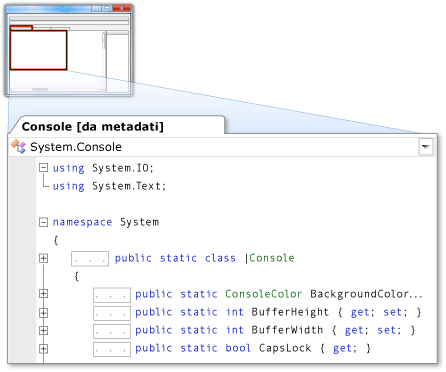 Console [da metadati]
System.Console
using System.IO;
using System.Text;
namespace System
{
. . . public static class |Console
{
. . . public static ConsoleColor BackgroundColor...
. . . public static int BufferHeight { get; set; }
. . . public static int BufferWidth { get; set; }
. . . public static bool CapsLock { get; }